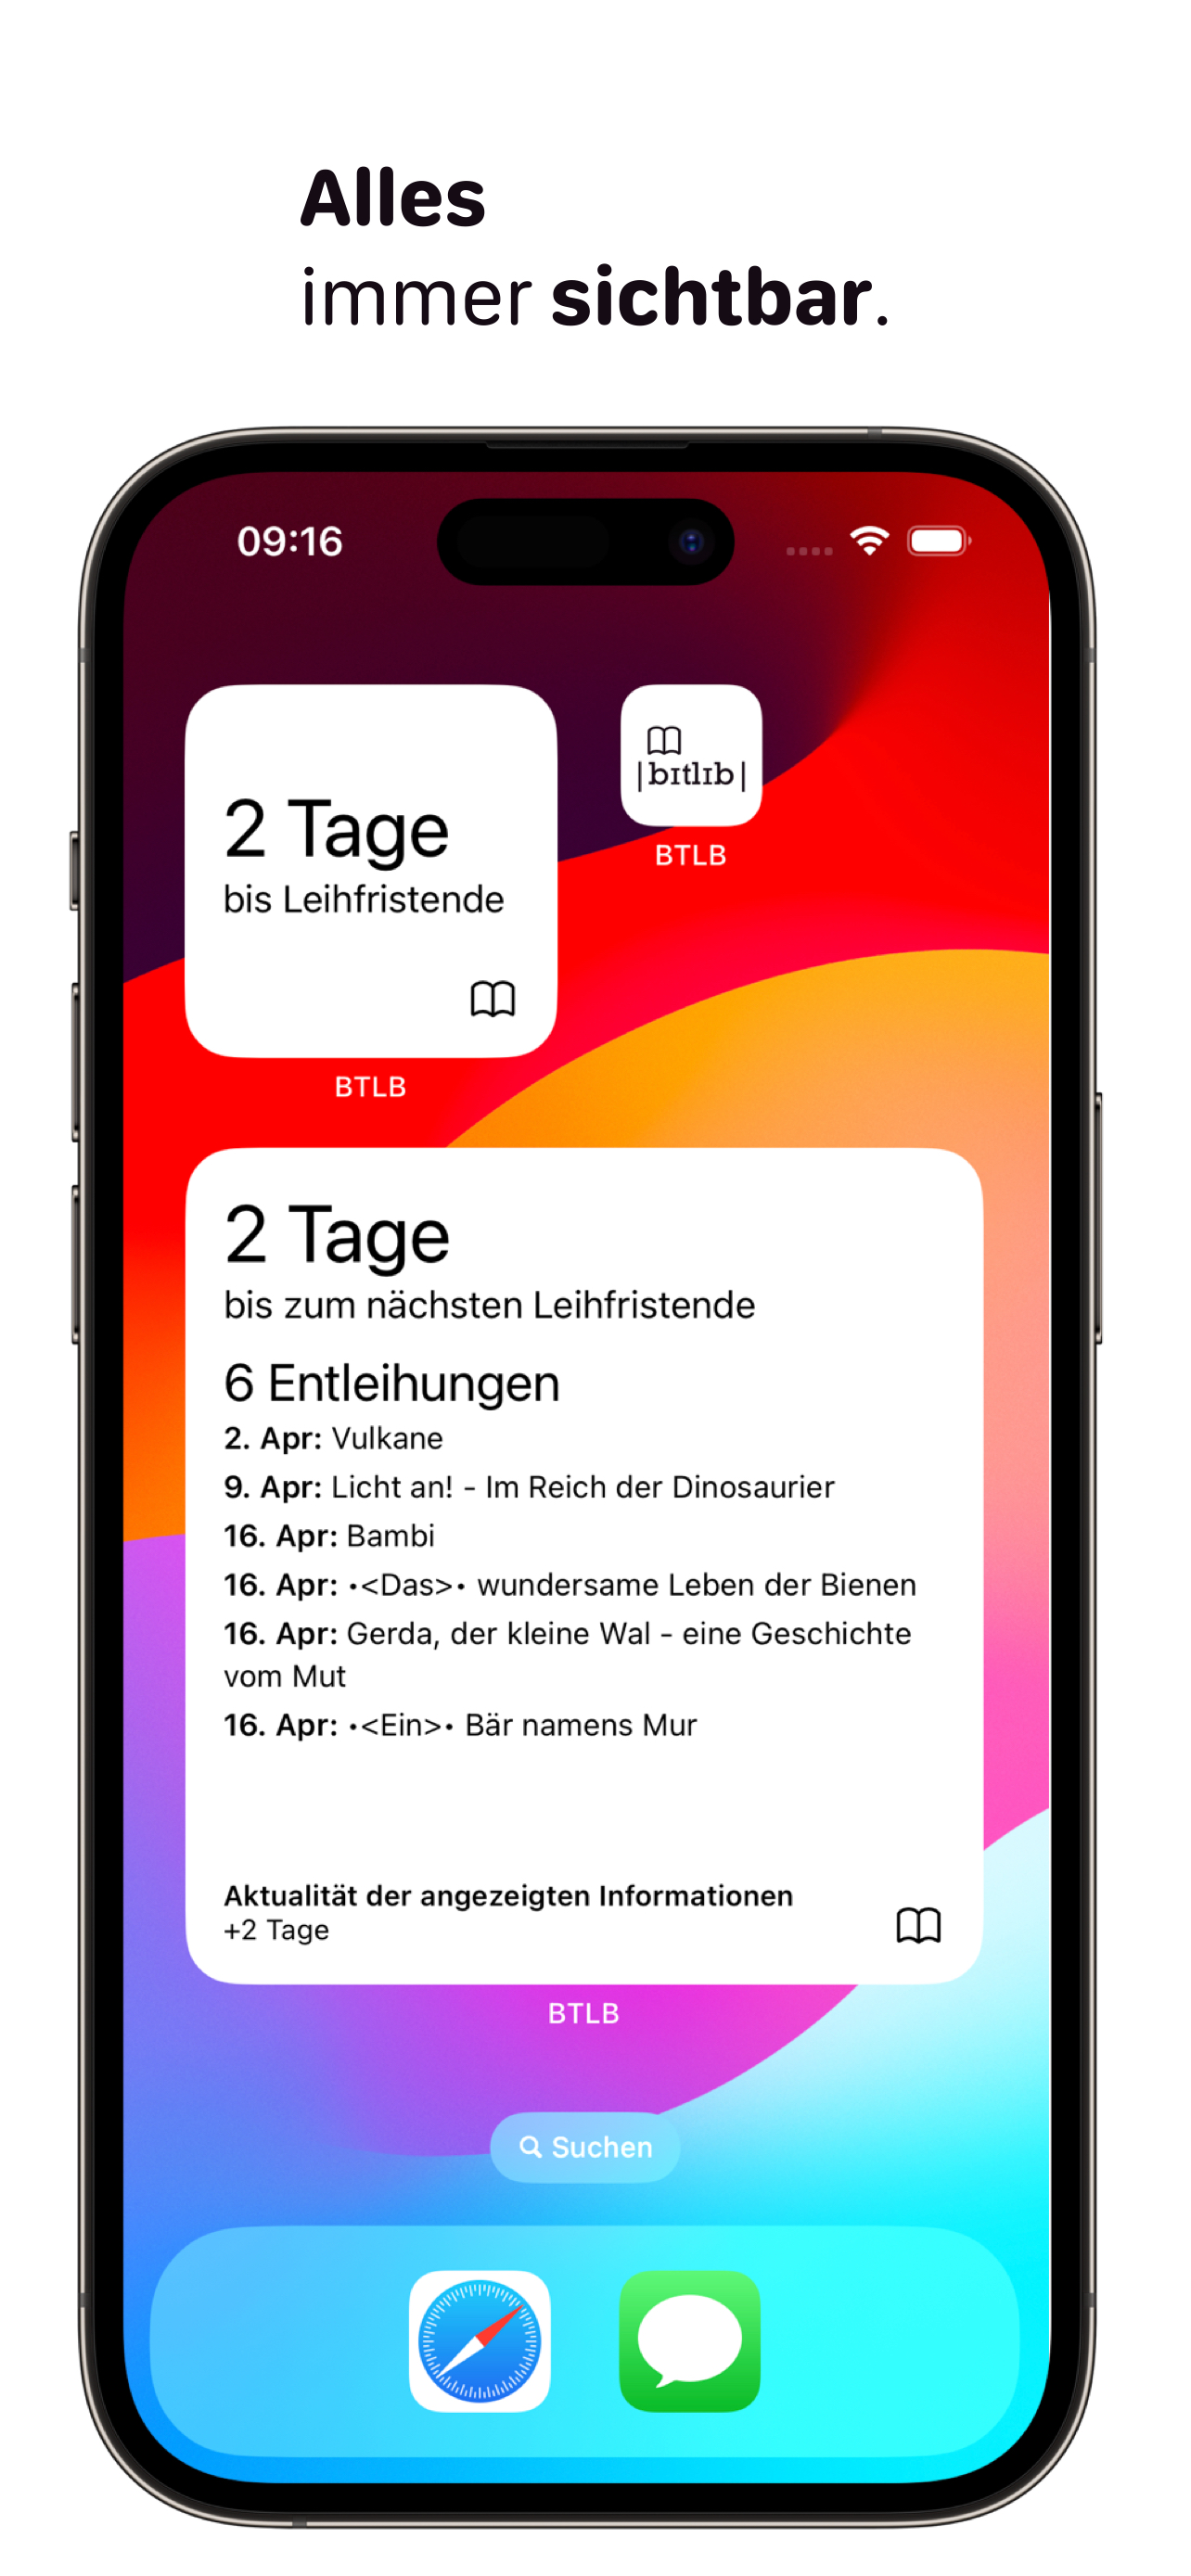 Alles
immer sichtbar.
09:16
2 Tage
bis Leihfristende
BTLB
|bıtlıb|
BTLB
2 Tage
bis zum nächsten Leihfristende
6 Entleihungen
2. Apr: Vulkane
9. Apr: Licht an! - Im Reich der Dinosaurier
16. Apr: Bambi
16. Apr: •<Das>• wundersame Leben der Bienen
16. Apr: Gerda, der kleine Wal - eine Geschichte
vom Mut
16. Apr: •<Ein>• Bär namens Mur
Aktualität der angezeigten Informationen
+2 Tage
BTLB
Suchen